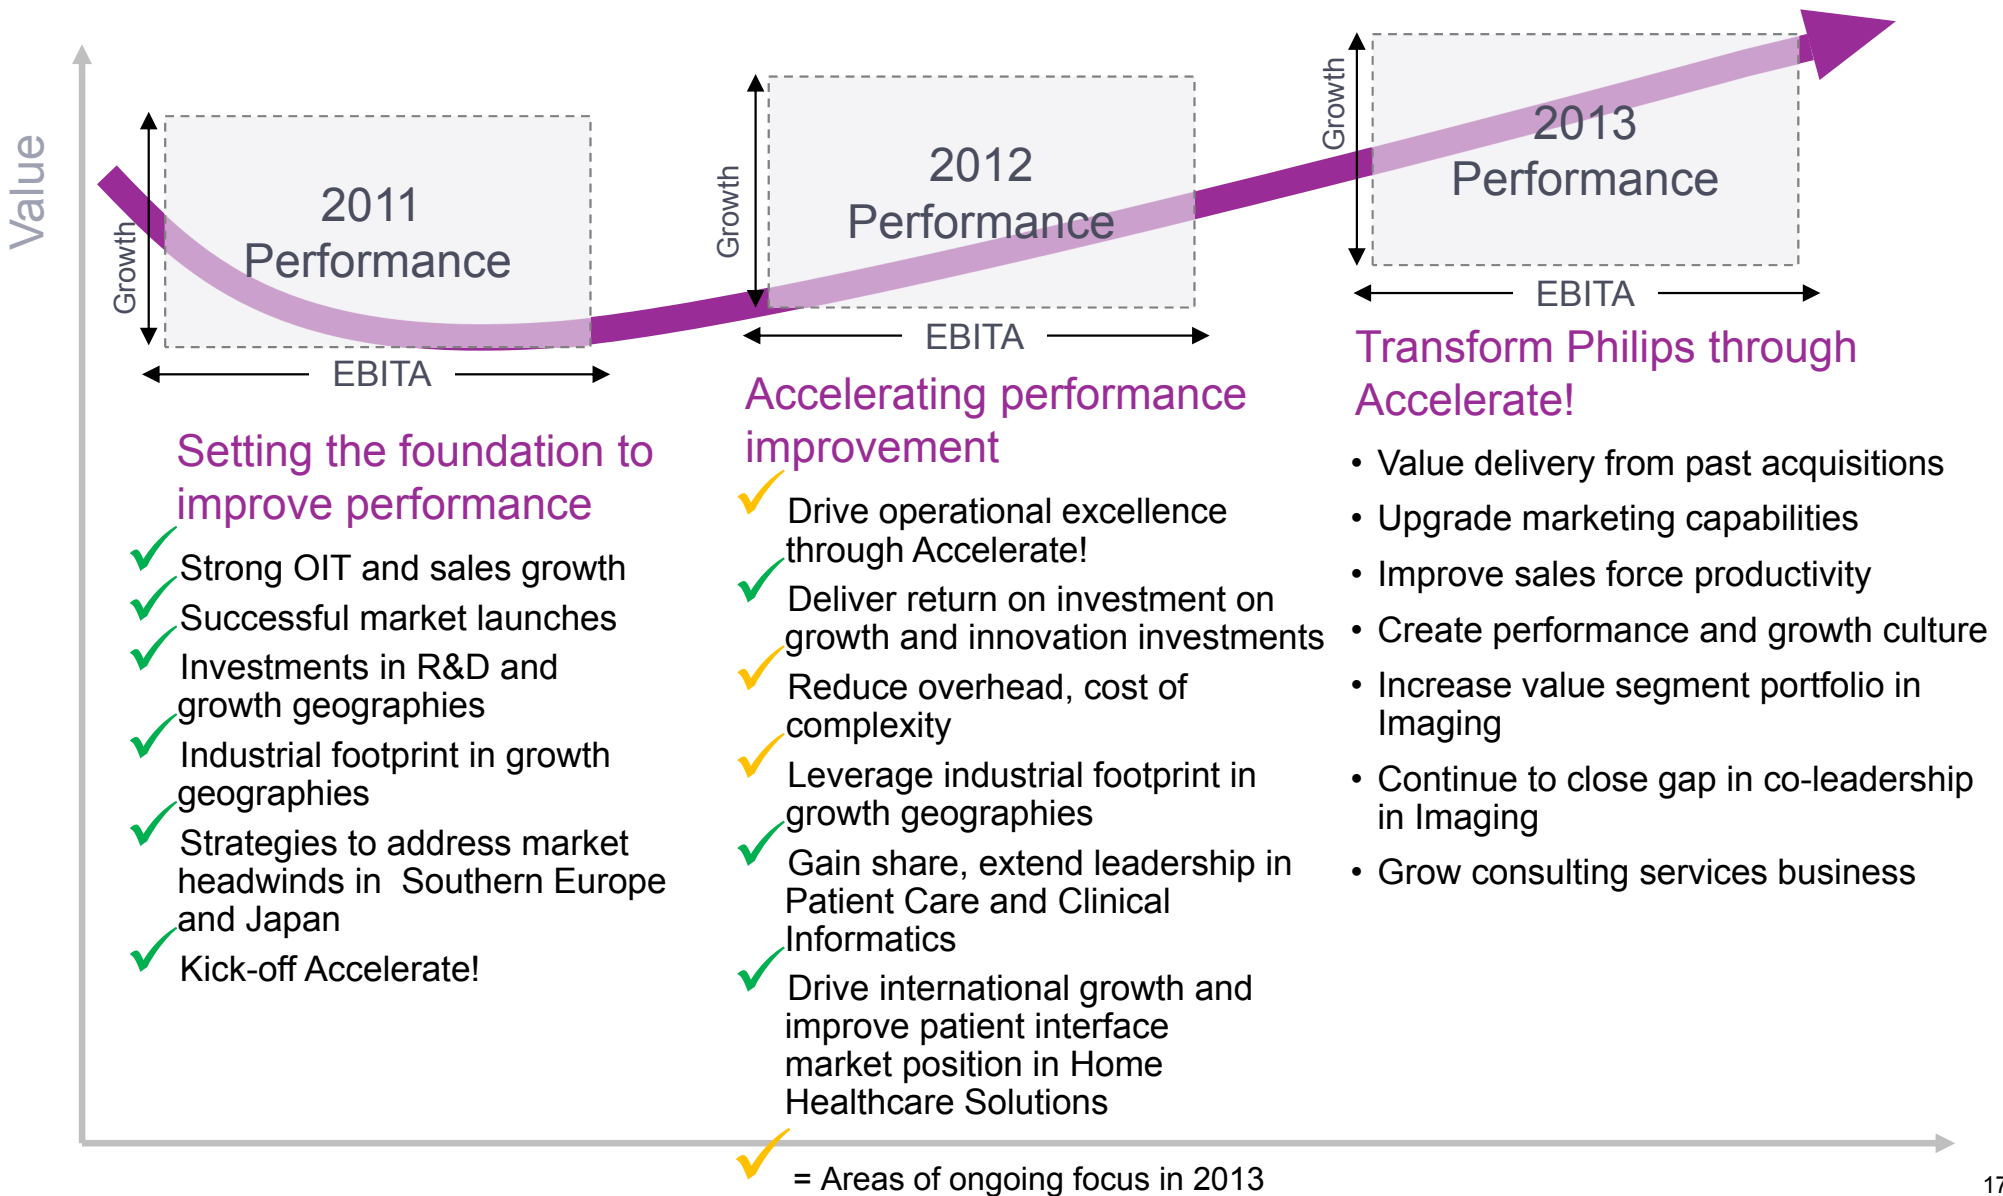 Value
Growth
2011
Performance
EBITA
Setting the foundation to
improve performance
Strong OIT and sales growth
Successful market launches
Investments in R&D and
growth geographies
Industrial footprint in growth
geographies
Strategies to address market
headwinds in  Southern Europe
and Japan
Kick-off Accelerate!
Growth
2012
Performance
EBITA
Accelerating performance
improvement
Drive operational excellence
through Accelerate!
Deliver return on investment on
growth and innovation investments
Reduce overhead, cost of
complexity
Leverage industrial footprint in
growth geographies
Gain share, extend leadership in
Patient Care and Clinical
Informatics
Drive international growth and
improve patient interface
market position in Home
Healthcare Solutions
= Areas of ongoing focus in 2013
Growth
2013
Performance
EBITA
Transform Philips through
Accelerate!
• Value delivery from past acquisitions
• Upgrade marketing capabilities
• Improve sales force productivity
• Create performance and growth culture
• Increase value segment portfolio in
Imaging
• Continue to close gap in co-leadership
in Imaging
• Grow consulting services business
17